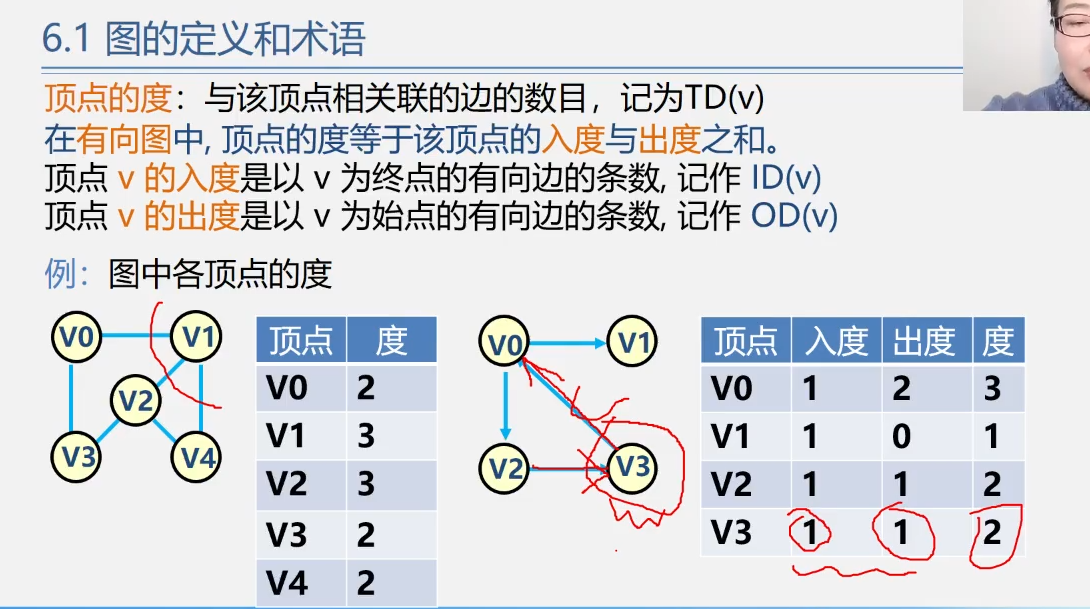 6.1 图的定义和术语
顶点的度：与该顶点相关联的边的数目，记为TD(v)
在有向图中, 顶点的度等于该顶点的入度与出度之和。
顶点 v 的入度是以 v 为终点的有向边的条数, 记作 ID(v)
顶点 v 的出度是以 v 为始点的有向边的条数, 记作 OD(v)
例：图中各顶点的度
V0 V1
V2
V3 V4
顶点 度
V0 2
V1 3
V2 3
V3 2
V4 2
V0 V1
V2 V3
顶点 入度 出度 度
V0 1 2 3
V1 1 0 1
V2 1 1 2
V3 1 1 2